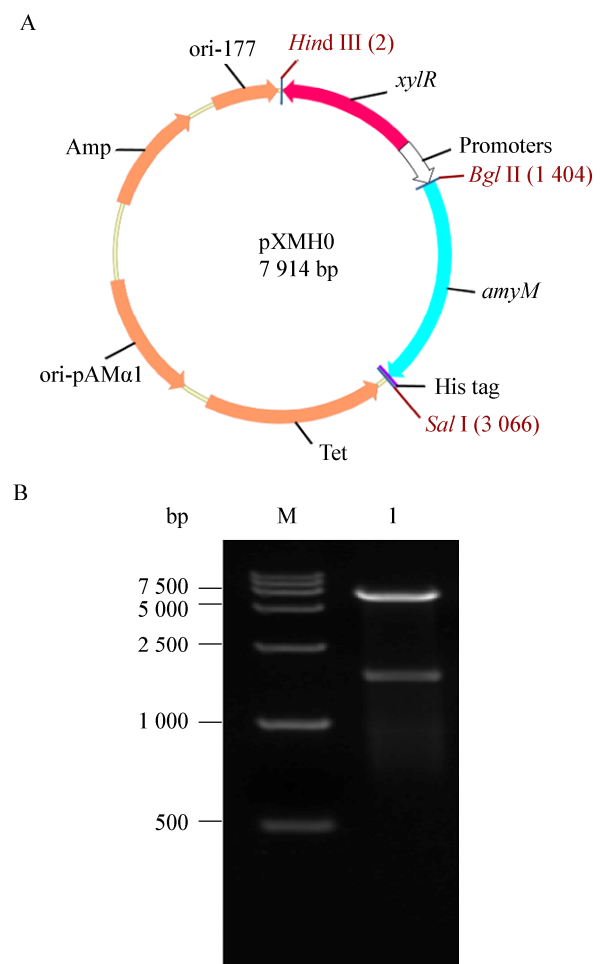 A
ori-177
Hind III (2)
xylR
Amp
Promoters
Bgl II (1 404)
pXMH0
7 914 bp
amyM
ori-pAMα1
His tag
Sal I (3 066)
Tet
B
bp M 1
7 500
5 000
2 500
1 000
500